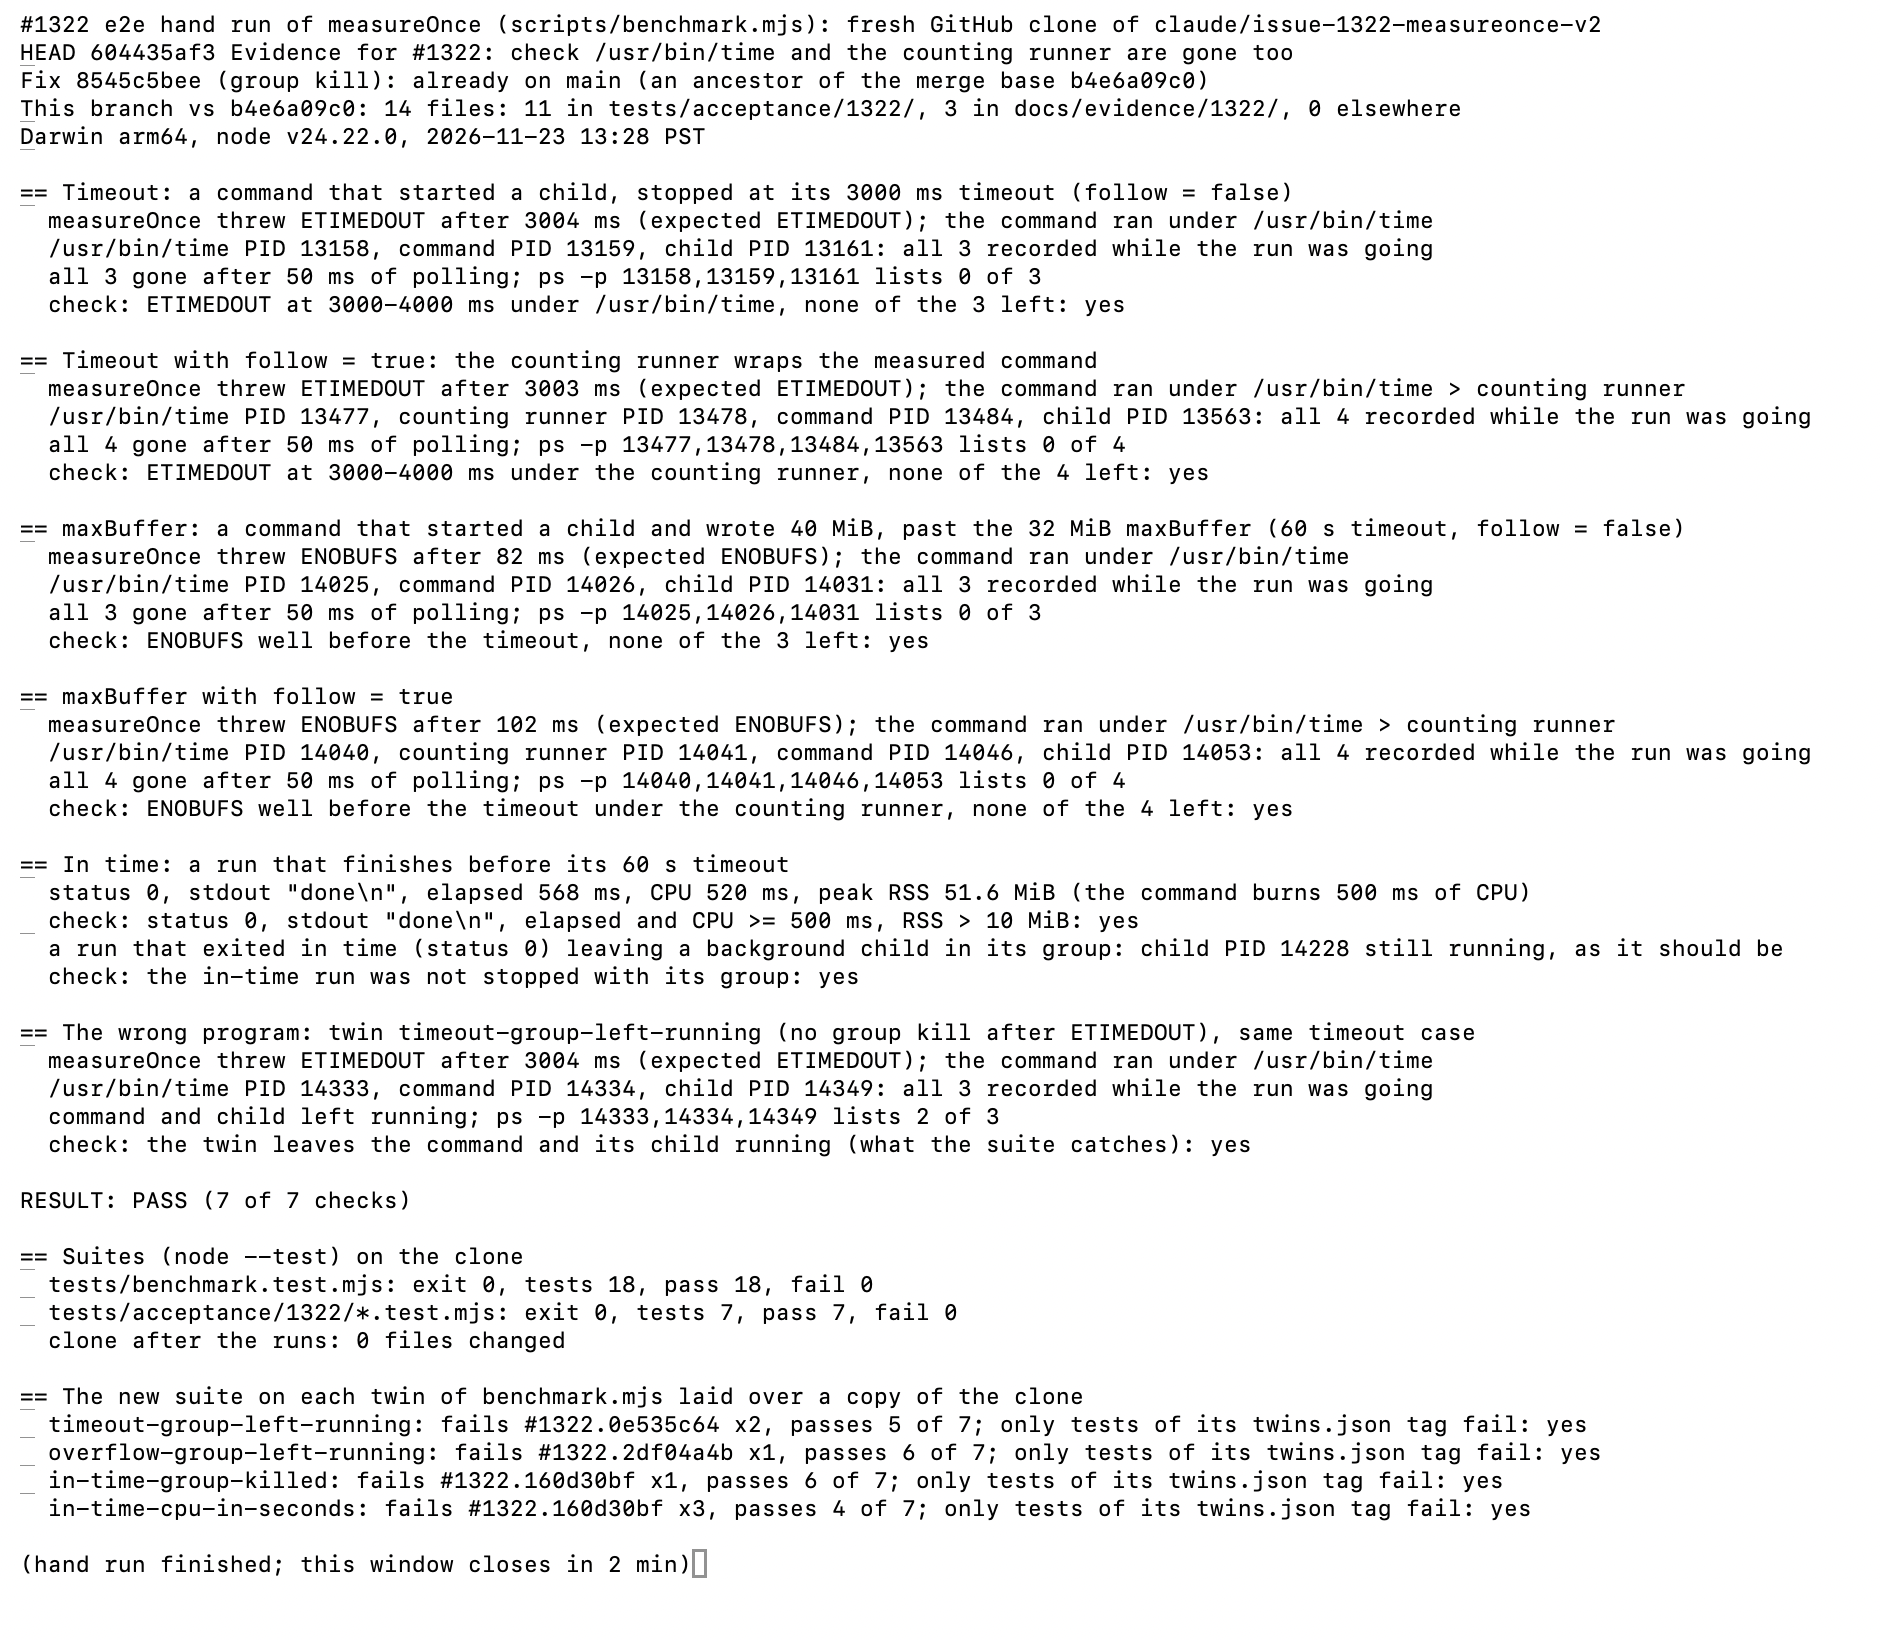 #1322 e2e hand run of measureOnce (scripts/benchmark.mjs): fresh GitHub clone of claude/issue-1322-measureonce-v2
HEAD 604435af3 Evidence for #1322: check /usr/bin/time and the counting runner are gone too
Fix 8545c5bee (group kill): already on main (an ancestor of the merge base b4e6a09c0)
This branch vs b4e6a09c0: 14 files: 11 in tests/acceptance/1322/, 3 in docs/evidence/1322/, 0 elsewhere
Darwin arm64, node v24.22.0, 2026-11-23 13:28 PST

== Timeout: a command that started a child, stopped at its 3000 ms timeout (follow = false)
  measureOnce threw ETIMEDOUT after 3004 ms (expected ETIMEDOUT); the command ran under /usr/bin/time
  /usr/bin/time PID 13158, command PID 13159, child PID 13161: all 3 recorded while the run was going
  all 3 gone after 50 ms of polling; ps -p 13158,13159,13161 lists 0 of 3
  check: ETIMEDOUT at 3000-4000 ms under /usr/bin/time, none of the 3 left: yes

== Timeout with follow = true: the counting runner wraps the measured command
  measureOnce threw ETIMEDOUT after 3003 ms (expected ETIMEDOUT); the command ran under /usr/bin/time > counting runner
  /usr/bin/time PID 13477, counting runner PID 13478, command PID 13484, child PID 13563: all 4 recorded while the run was going
  all 4 gone after 50 ms of polling; ps -p 13477,13478,13484,13563 lists 0 of 4
  check: ETIMEDOUT at 3000-4000 ms under the counting runner, none of the 4 left: yes

== maxBuffer: a command that started a child and wrote 40 MiB, past the 32 MiB maxBuffer (60 s timeout, follow = false)
  measureOnce threw ENOBUFS after 82 ms (expected ENOBUFS); the command ran under /usr/bin/time
  /usr/bin/time PID 14025, command PID 14026, child PID 14031: all 3 recorded while the run was going
  all 3 gone after 50 ms of polling; ps -p 14025,14026,14031 lists 0 of 3
  check: ENOBUFS well before the timeout, none of the 3 left: yes

== maxBuffer with follow = true
  measureOnce threw ENOBUFS after 102 ms (expected ENOBUFS); the command ran under /usr/bin/time > counting runner
  /usr/bin/time PID 14040, counting runner PID 14041, command PID 14046, child PID 14053: all 4 recorded while the run was going
  all 4 gone after 50 ms of polling; ps -p 14040,14041,14046,14053 lists 0 of 4
  check: ENOBUFS well before the timeout under the counting runner, none of the 4 left: yes

== In time: a run that finishes before its 60 s timeout
  status 0, stdout "done\n", elapsed 568 ms, CPU 520 ms, peak RSS 51.6 MiB (the command burns 500 ms of CPU)
  check: status 0, stdout "done\n", elapsed and CPU >= 500 ms, RSS > 10 MiB: yes
  a run that exited in time (status 0) leaving a background child in its group: child PID 14228 still running, as it should be
  check: the in-time run was not stopped with its group: yes

== The wrong program: twin timeout-group-left-running (no group kill after ETIMEDOUT), same timeout case
  measureOnce threw ETIMEDOUT after 3004 ms (expected ETIMEDOUT); the command ran under /usr/bin/time
  /usr/bin/time PID 14333, command PID 14334, child PID 14349: all 3 recorded while the run was going
  command and child left running; ps -p 14333,14334,14349 lists 2 of 3
  check: the twin leaves the command and its child running (what the suite catches): yes

RESULT: PASS (7 of 7 checks)

== Suites (node --test) on the clone
  tests/benchmark.test.mjs: exit 0, tests 18, pass 18, fail 0
  tests/acceptance/1322/*.test.mjs: exit 0, tests 7, pass 7, fail 0
  clone after the runs: 0 files changed

== The new suite on each twin of benchmark.mjs laid over a copy of the clone
  timeout-group-left-running: fails #1322.0e535c64 x2, passes 5 of 7; only tests of its twins.json tag fail: yes
  overflow-group-left-running: fails #1322.2df04a4b x1, passes 6 of 7; only tests of its twins.json tag fail: yes
  in-time-group-killed: fails #1322.160d30bf x1, passes 6 of 7; only tests of its twins.json tag fail: yes
  in-time-cpu-in-seconds: fails #1322.160d30bf x3, passes 4 of 7; only tests of its twins.json tag fail: yes

(hand run finished; this window closes in 2 min)